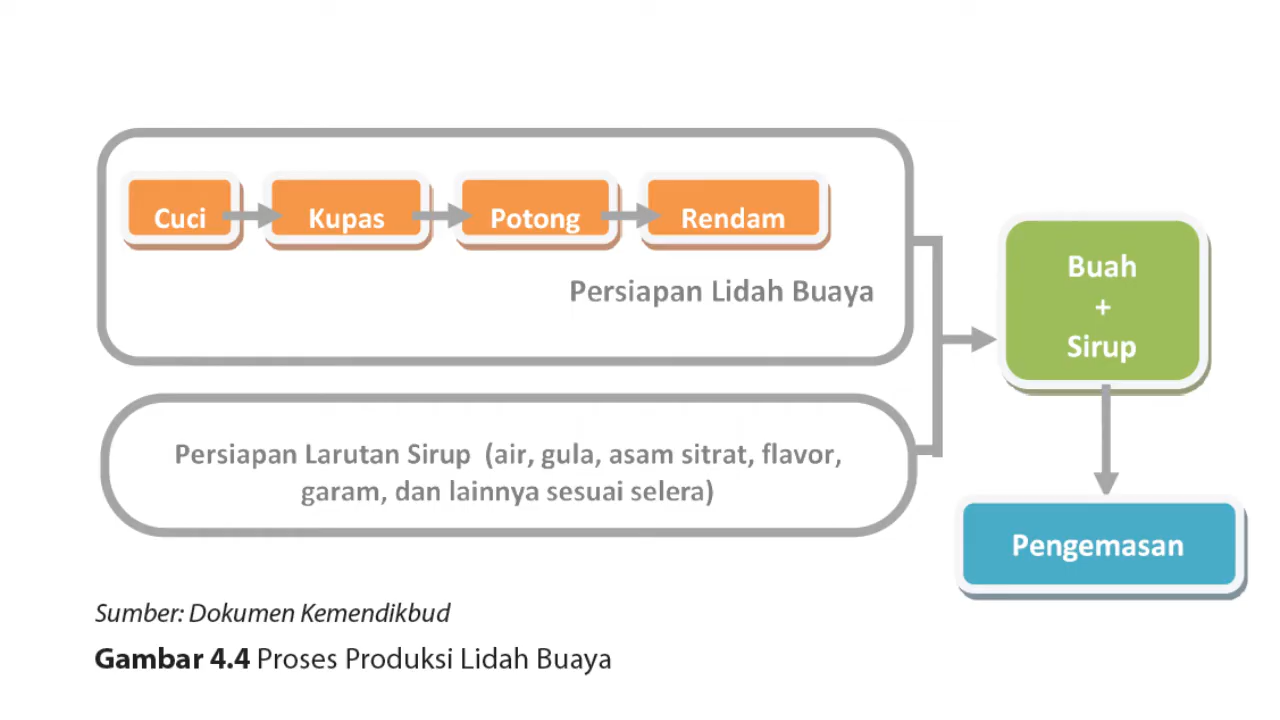 Cuci
Kupas
Potong
Rendam
Persiapan Lidah Buaya
Buah
+
Sirup
Persiapan Larutan Sirup (air, gula, asam sitrat, flavor,
garam, dan lainnya sesuai selera)
Pengemasan
Sumber: Dokumen Kemendikbud
Gambar 4.4 Proses Produksi Lidah Buaya